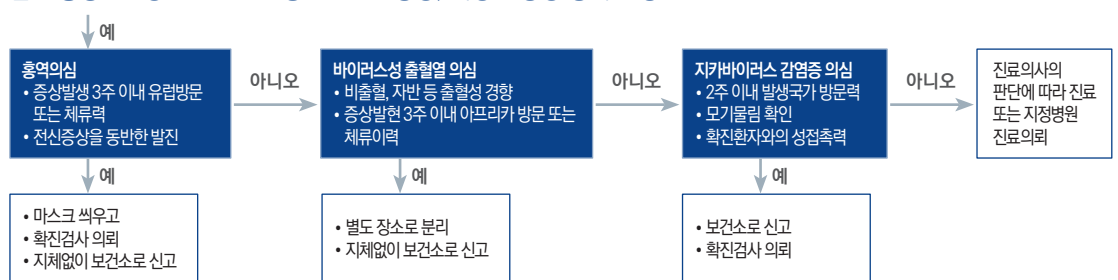 예
홍역의심
• 증상발생 3주 이내 유럽방문
또는 체류력
• 전신증상을 동반한 발진
아니오
바이러스성 출혈열 의심
• 비출혈, 자반 등 출혈성 경향
• 증상발현 3주 이내 아프리카 방문 또는
체류이력
아니오
지카바이러스 감염증 의심
• 2주 이내 발생국가 방문력
• 모기물림 확인
• 확진환자와의 성접촉력
아니오
진료의사의
판단에 따라 진료
또는 지정병원
진료의뢰
예
• 마스크 씌우고
• 확진검사 의뢰
• 지체없이 보건소로 신고
예
• 별도 장소로 분리
• 지체없이 보건소로 신고
예
• 보건소로 신고
• 확진검사 의뢰